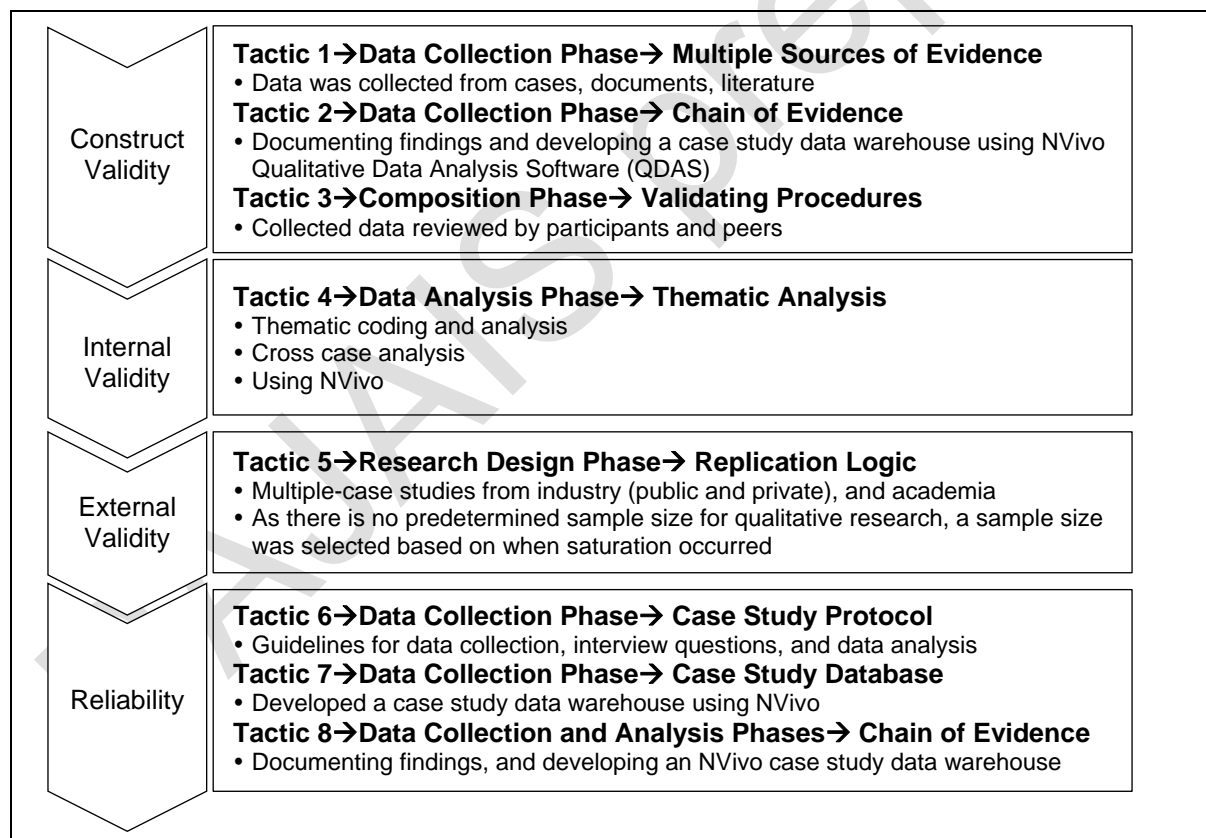 Construct
Validity
Tactic 1→Data Collection Phase→ Multiple Sources of Evidence
• Data was collected from cases, documents, literature
Tactic 2→Data Collection Phase→ Chain of Evidence
• Documenting findings and developing a case study data warehouse using NVivo
Qualitative Data Analysis Software (QDAS)
Tactic 3→Composition Phase→ Validating Procedures
• Collected data reviewed by participants and peers
Internal
Validity
Tactic 4→Data Analysis Phase→ Thematic Analysis
• Thematic coding and analysis
• Cross case analysis
• Using NVivo
External
Validity
Tactic 5→Research Design Phase→ Replication Logic
• Multiple-case studies from industry (public and private), and academia
• As there is no predetermined sample size for qualitative research, a sample size
was selected based on when saturation occurred
Reliability
Tactic 6→Data Collection Phase→ Case Study Protocol
• Guidelines for data collection, interview questions, and data analysis
Tactic 7→Data Collection Phase→ Case Study Database
• Developed a case study data warehouse using NVivo
Tactic 8→Data Collection and Analysis Phases→ Chain of Evidence
• Documenting findings, and developing an NVivo case study data warehouse
AJAIS